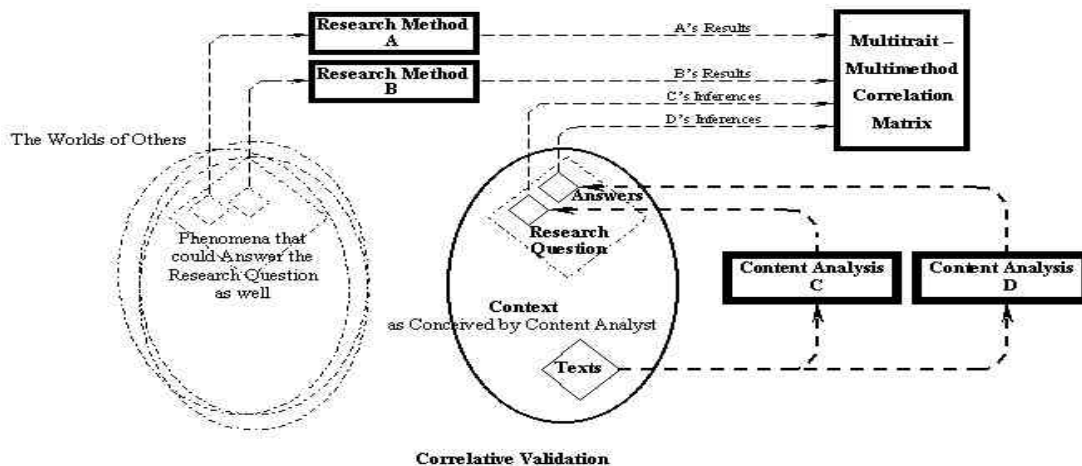 Research Method
A
A's Results
Research Method
B
B's Results
C's Inferences
D's Inferences
Multitrait –
Multimethod
Correlation
Matrix
The Worlds of Others
Phenomena that
could Answer the
Research Question
as well
Answers
Research
Question
Context
as Conceived by Content Analyst
Texts
Content Analysis
C
Content Analysis
D
Correlative Validation